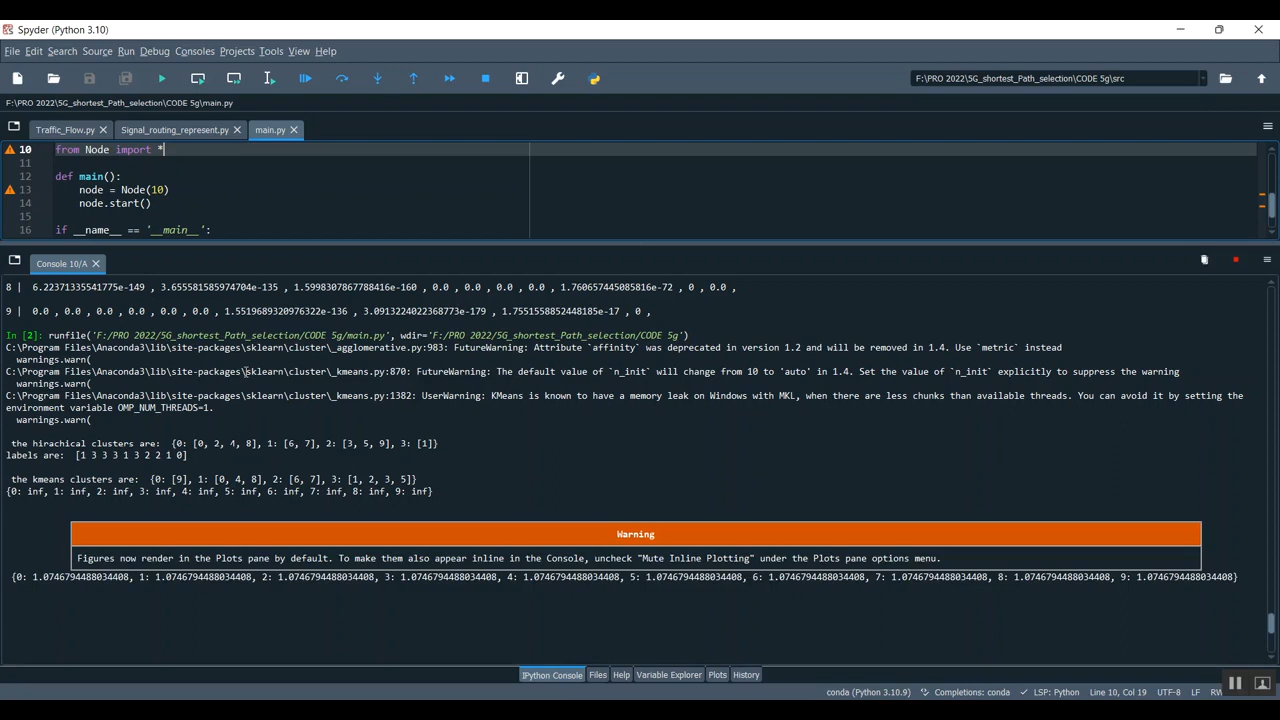 Spyder (Python 3.10)
File Edit Search Source Run Debug Consoles Projects Tools View Help
F:\PRO 2022\5G_shortest_Path_selection\CODE 5g\src
F:\PRO 2022\5G_shortest_Path_selection\CODE 5g\main.py
Traffic_Flow.py Signal_routing_represent.py main.py
10 from Node import *
11
12 def main():
13 node = Node(10)
14 node.start()
15
16 if __name__ == '__main__':
Console 10/A
8 | 6.22371335541775e-149 , 3.655581585974704e-135 , 1.5998307867788416e-160 , 0.0 , 0.0 , 0.0 , 0.0 , 1.760657445085816e-72 , 0 , 0.0 ,
9 | 0.0 , 0.0 , 0.0 , 0.0 , 0.0 , 1.5519689320976322e-136 , 3.0913224022368773e-179 , 1.7551558852448185e-17 , 0 ,
In [2]: runfile('F:/PRO 2022/5G_shortest_Path_selection/CODE 5g/main.py', wdir='F:/PRO 2022/5G_shortest_Path_selection/CODE 5g')
C:\Program Files\Anaconda3\lib\site-packages\sklearn\cluster\_agglomerative.py:983: FutureWarning: Attribute `affinity` was deprecated in version 1.2 and will be removed in 1.4. Use `metric` instead
warnings.warn(
C:\Program Files\Anaconda3\lib\site-packages\sklearn\cluster\_kmeans.py:870: FutureWarning: The default value of `n_init` will change from 10 to 'auto' in 1.4. Set the value of `n_init` explicitly to suppress the warning
warnings.warn(
C:\Program Files\Anaconda3\lib\site-packages\sklearn\cluster\_kmeans.py:1382: UserWarning: KMeans is known to have a memory leak on Windows with MKL, when there are less chunks than available threads. You can avoid it by setting the
environment variable OMP_NUM_THREADS=1.
warnings.warn(
the hirachical clusters are: {0: [0, 2, 4, 8], 1: [6, 7], 2: [3, 5, 9], 3: [1]}
labels are: [1 3 3 3 1 3 2 2 1 0]
the kmeans clusters are: {0: [9], 1: [0, 4, 8], 2: [6, 7], 3: [1, 2, 3, 5]}
{0: inf, 1: inf, 2: inf, 3: inf, 4: inf, 5: inf, 6: inf, 7: inf, 8: inf, 9: inf}
Warning
Figures now render in the Plots pane by default. To make them also appear inline in the Console, uncheck "Mute Inline Plotting" under the Plots pane options menu.
{0: 1.0746794488034408, 1: 1.0746794488034408, 2: 1.0746794488034408, 3: 1.0746794488034408, 4: 1.0746794488034408, 5: 1.0746794488034408, 6: 1.0746794488034408, 7: 1.0746794488034408, 8: 1.0746794488034408, 9: 1.0746794488034408}
IPython Console Files Help Variable Explorer Plots History
conda (Python 3.10.9) Completions: conda LSP: Python Line 10, Col 19 UTF-8 LF